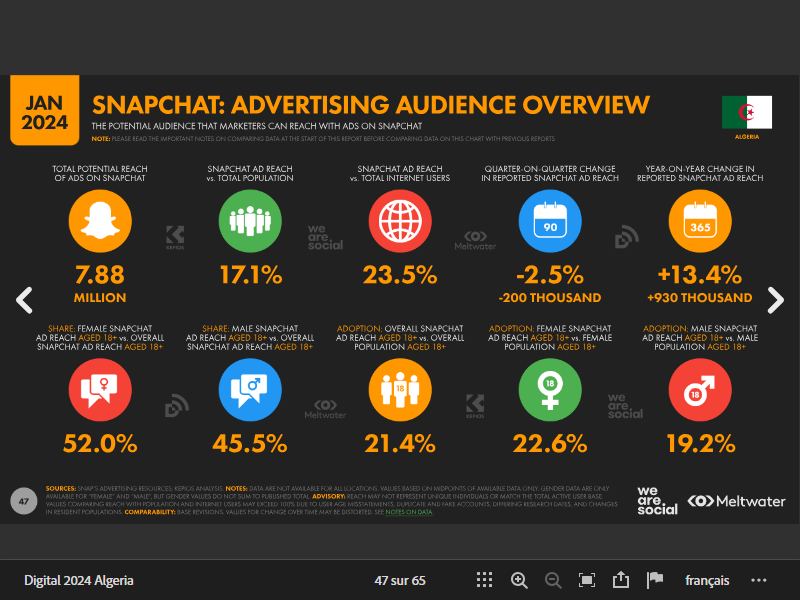 JAN
2024
SNAPCHAT: ADVERTISING AUDIENCE OVERVIEW
THE POTENTIAL AUDIENCE THAT MARKETERS CAN REACH WITH ADS ON SNAPCHAT
NOTE: PLEASE READ THE IMPORTANT NOTES ON COMPARING DATA AT THE START OF THIS REPORT BEFORE COMPARING DATA ON THIS CHART WITH PREVIOUS REPORTS
ALGERIA
TOTAL POTENTIAL REACH
OF ADS ON SNAPCHAT
7.88
MILLION
SNAPCHAT AD REACH
vs. TOTAL POPULATION
17.1%
SNAPCHAT AD REACH
vs. TOTAL INTERNET USERS
23.5%
QUARTER-ON-QUARTER CHANGE
IN REPORTED SNAPCHAT AD REACH
90
-2.5%
-200 THOUSAND
YEAR-ON-YEAR CHANGE IN
REPORTED SNAPCHAT AD REACH
365
+13.4%
+930 THOUSAND
KEPIOS
we
are.
social
Meltwater
SHARE: FEMALE SNAPCHAT
AD REACH AGED 18+ vs. OVERALL
SNAPCHAT AD REACH AGED 18+
52.0%
SHARE: MALE SNAPCHAT
AD REACH AGED 18+ vs. OVERALL
SNAPCHAT AD REACH AGED 18+
45.5%
ADOPTION: OVERALL SNAPCHAT
AD REACH AGED 18+ vs. OVERALL
POPULATION AGED 18+
18
21.4%
ADOPTION: FEMALE SNAPCHAT
AD REACH AGED 18+ vs. FEMALE
POPULATION AGED 18+
18
22.6%
ADOPTION: MALE SNAPCHAT
AD REACH AGED 18+ vs. MALE
POPULATION AGED 18+
18
19.2%
Meltwater
KEPIOS
we
are.
social
47
SOURCES: SNAP'S ADVERTISING RESOURCES; KEPIOS ANALYSIS. NOTES: DATA ARE NOT AVAILABLE FOR ALL LOCATIONS. VALUES BASED ON MIDPOINTS OF AVAILABLE DATA ONLY. GENDER DATA ARE ONLY
AVAILABLE FOR "FEMALE" AND "MALE", BUT GENDER VALUES DO NOT SUM TO PUBLISHED TOTAL. ADVISORY: REACH MAY NOT REPRESENT UNIQUE INDIVIDUALS OR MATCH THE TOTAL ACTIVE USER BASE.
VALUES COMPARING REACH WITH POPULATION AND INTERNET USERS MAY EXCEED 100% DUE TO USER AGE MISSTATEMENTS, DUPLICATE AND FAKE ACCOUNTS, DIFFERING RESEARCH DATES, AND CHANGES
IN RESIDENT POPULATIONS. COMPARABILITY: BASE REVISIONS. VALUES FOR CHANGE OVER TIME MAY BE DISTORTED. SEE NOTES ON DATA.
we
are.
social
Meltwater
Digital 2024 Algeria
47 sur 65
français